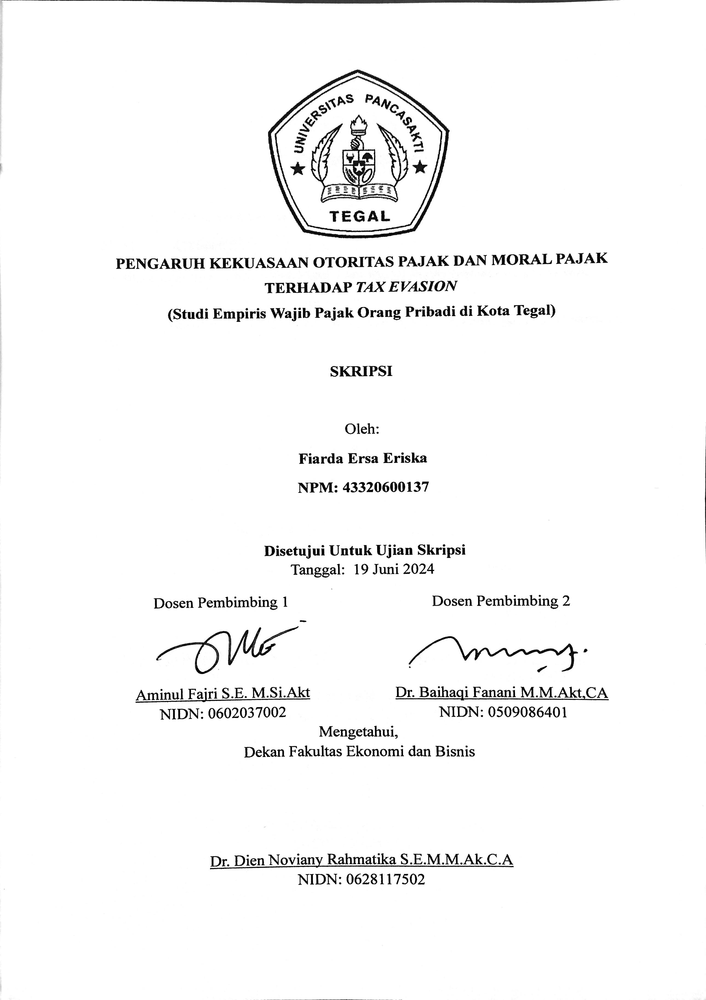 UNIVERSITAS PANCASAKTI
TEGAL
PENGARUH KEKUASAAN OTORITAS PAJAK DAN MORAL PAJAK
TERHADAP TAX EVASION
(Studi Empiris Wajib Pajak Orang Pribadi di Kota Tegal)
SKRIPSI
Oleh:
Fiarda Ersa Eriska
NPM: 43320600137
Disetujui Untuk Ujian Skripsi
Tanggal: 19 Juni 2024
Dosen Pembimbing 1 Dosen Pembimbing 2
Aminul Fajri S.E. M.Si.Akt Dr. Baihaqi Fanani M.M.Akt,CA
NIDN: 0602037002 NIDN: 0509086401
Mengetahui,
Dekan Fakultas Ekonomi dan Bisnis
Dr. Dien Noviany Rahmatika S.E.M.M.Ak.C.A
NIDN: 0628117502